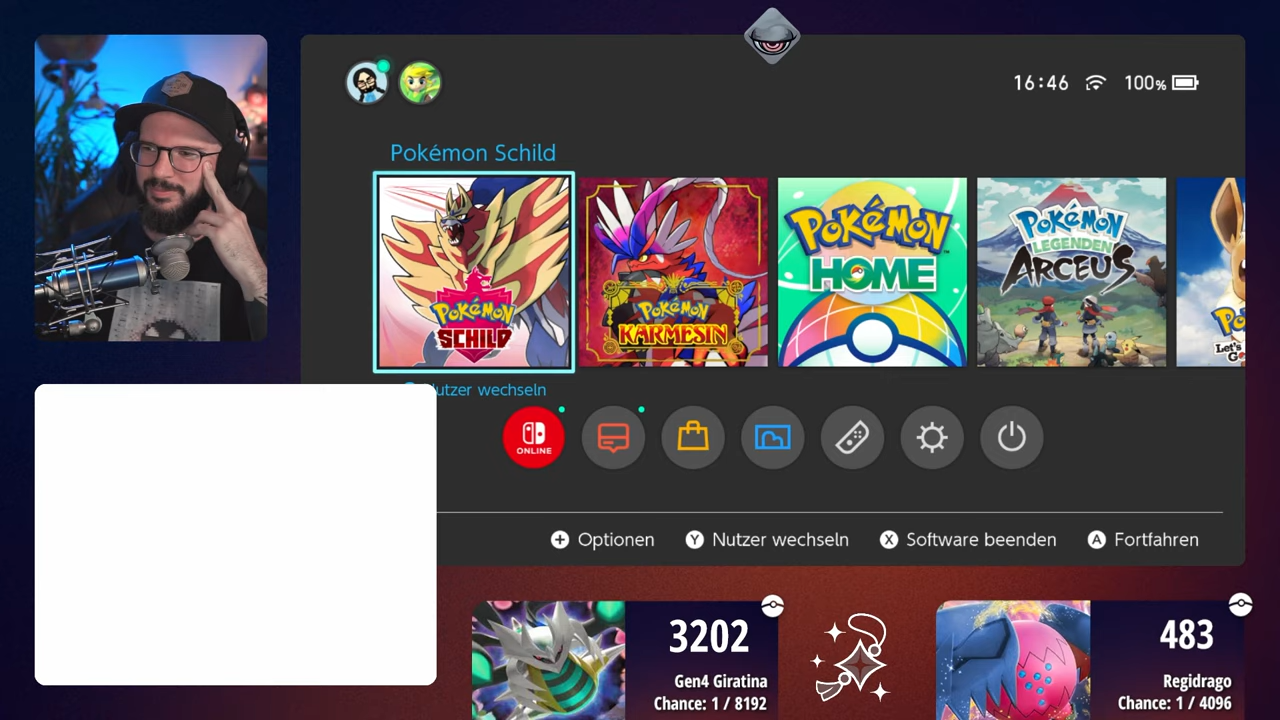 16:46 100%
Pokémon Schild
Pokémon
SCHILD
Pokémon
KARMESIN
Pokémon
HOME
Pokémon
LEGENDEN
ARCEUS
Let's
Nutzer wechseln
ONLINE
+ Optionen Y Nutzer wechseln X Software beenden A Fortfahren
3202
Gen4 Giratina
Chance: 1 / 8192
483
Regidrago
Chance: 1 / 4096